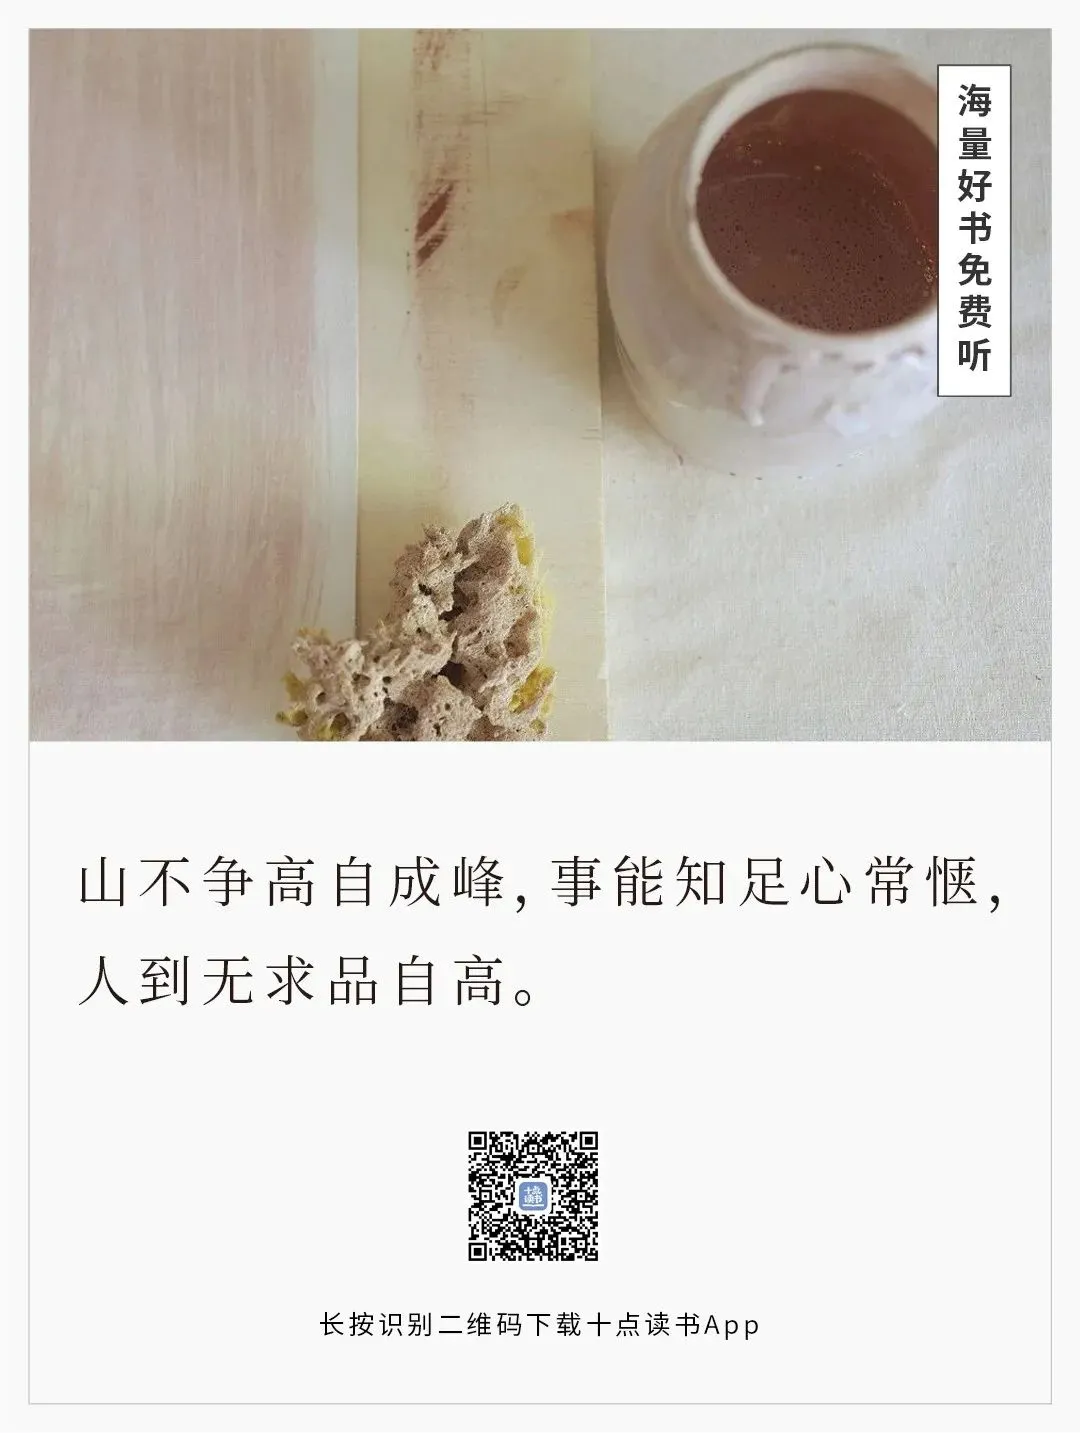 海量好书免费听
山不争高自成峰，事能知足心常惬，
人到无求品自高。
十点
读书
长按识别二维码下载十点读书App